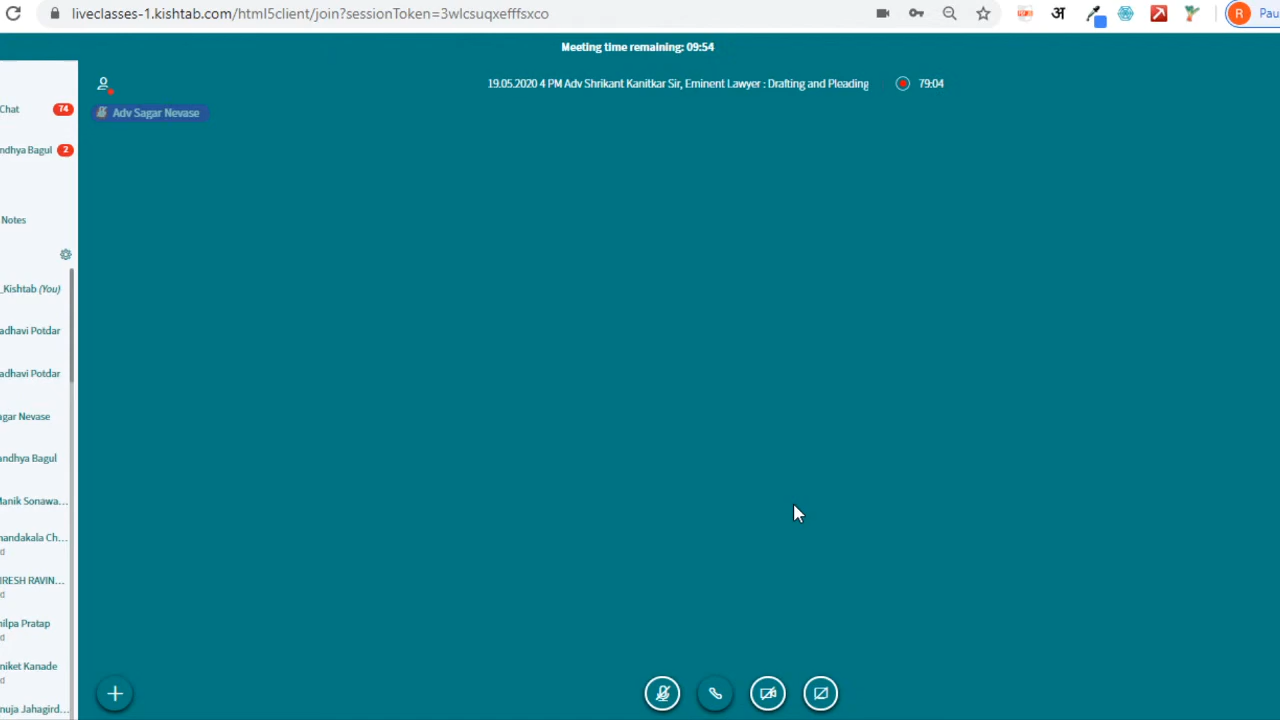 liveclasses-1.kishtab.com/html5client/join?sessionToken=3wlcsuqxefffsxco
अ
R
Pau
Meeting time remaining: 09:54
19.05.2020 4 PM Adv Shrikant Kanitkar Sir, Eminent Lawyer : Drafting and Pleading
79:04
Adv Sagar Nevase
Chat
74
ndhya Bagul
2
Notes
_Kishtab (You)
adhavi Potdar
adhavi Potdar
agar Nevase
andhya Bagul
Manik Sonawa...
handakala Ch...
d
IRESH RAVIN...
d
hilpa Pratap
d
niket Kanade
d
nuja Jahagird...